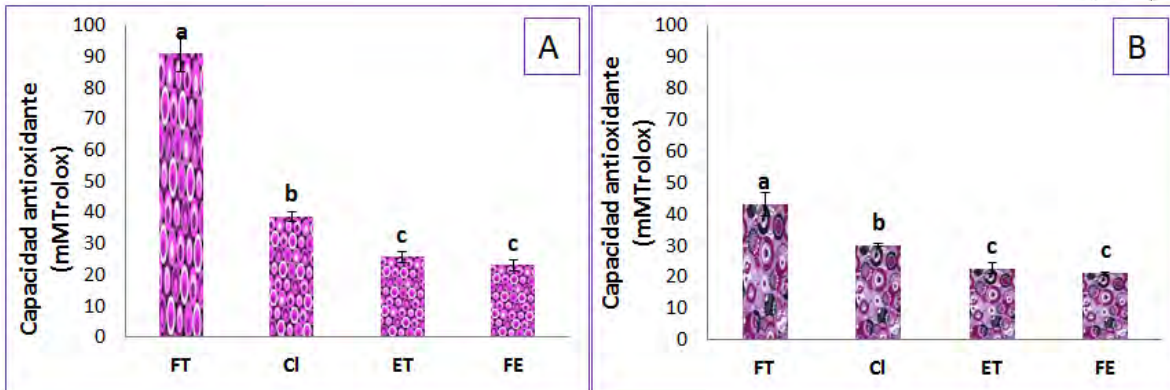 Capacidad antioxidante
(mMTrolox)
100
90
80
70
60
50
40
30
20
10
0
a
b
c
c
FT
Cl
ET
FE
A
Capacidad antioxidante
(mMTrolox)
100
90
80
70
60
50
40
30
20
10
0
a
b
c
c
FT
Cl
ET
FE
B